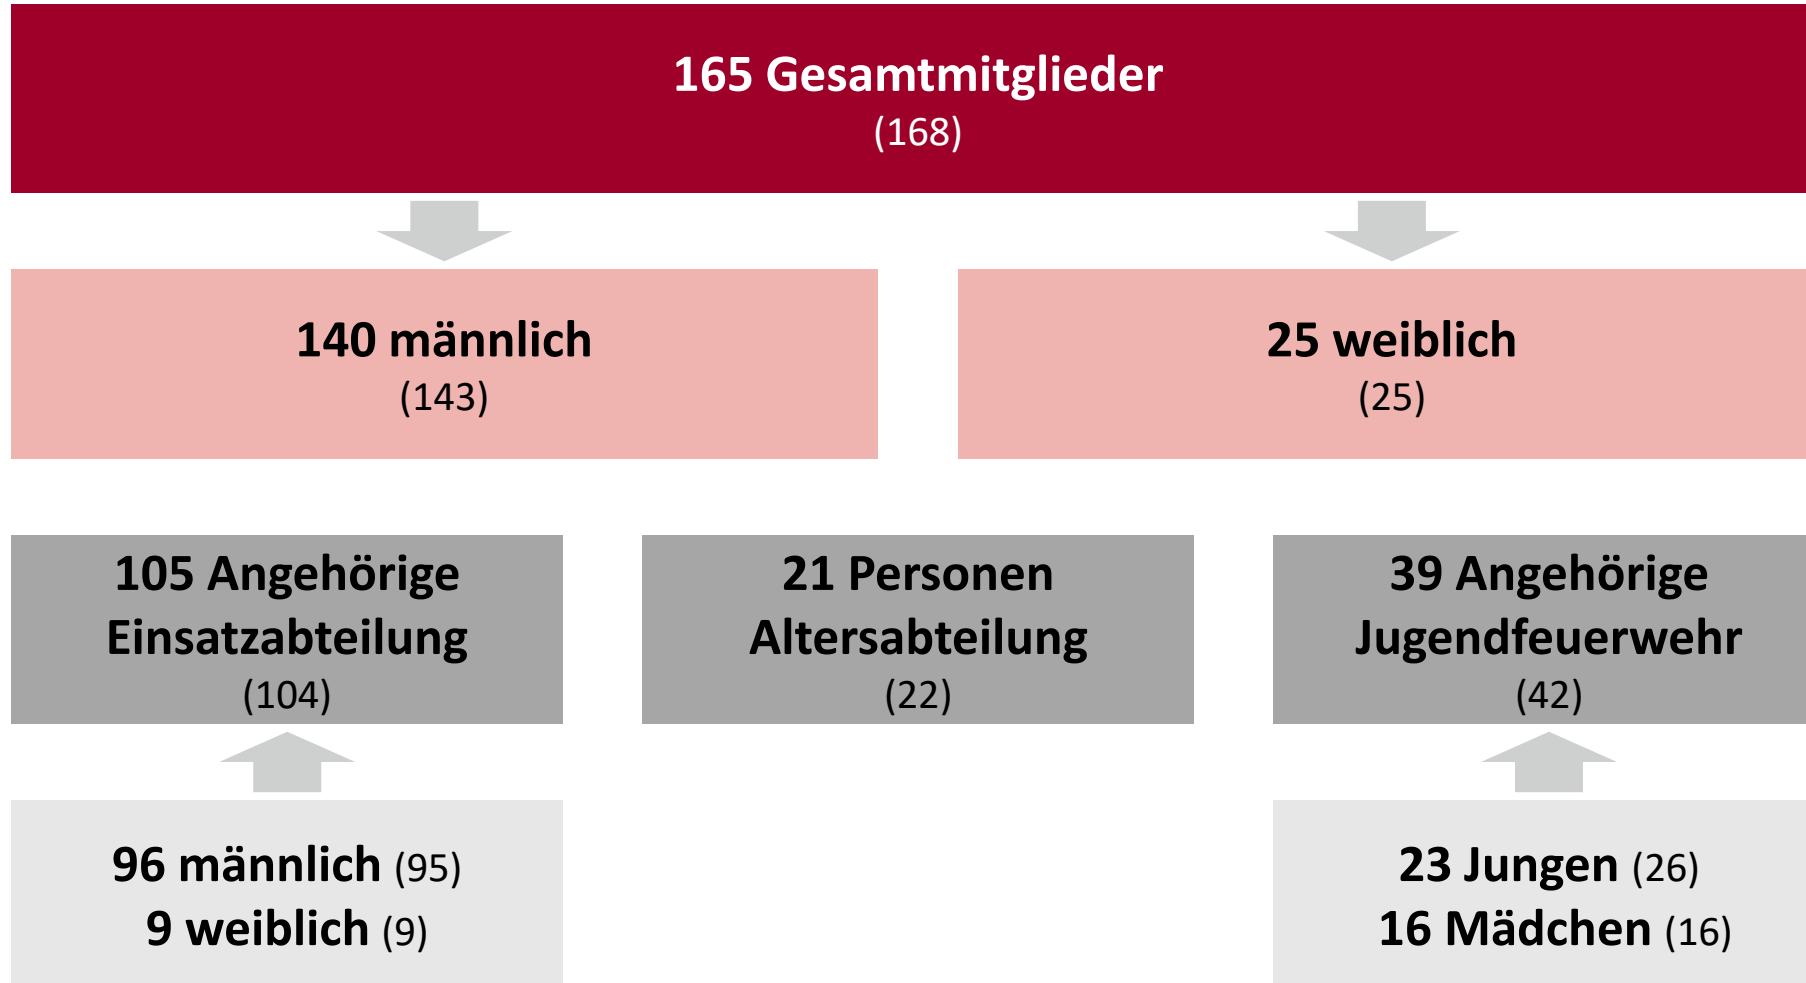 165 Gesamtmitglieder
(168)
140 männlich
(143)
25 weiblich
(25)
105 Angehörige
Einsatzabteilung
(104)
21 Personen
Altersabteilung
(22)
39 Angehörige
Jugendfeuerwehr
(42)
96 männlich (95)
9 weiblich (9)
23 Jungen (26)
16 Mädchen (16)